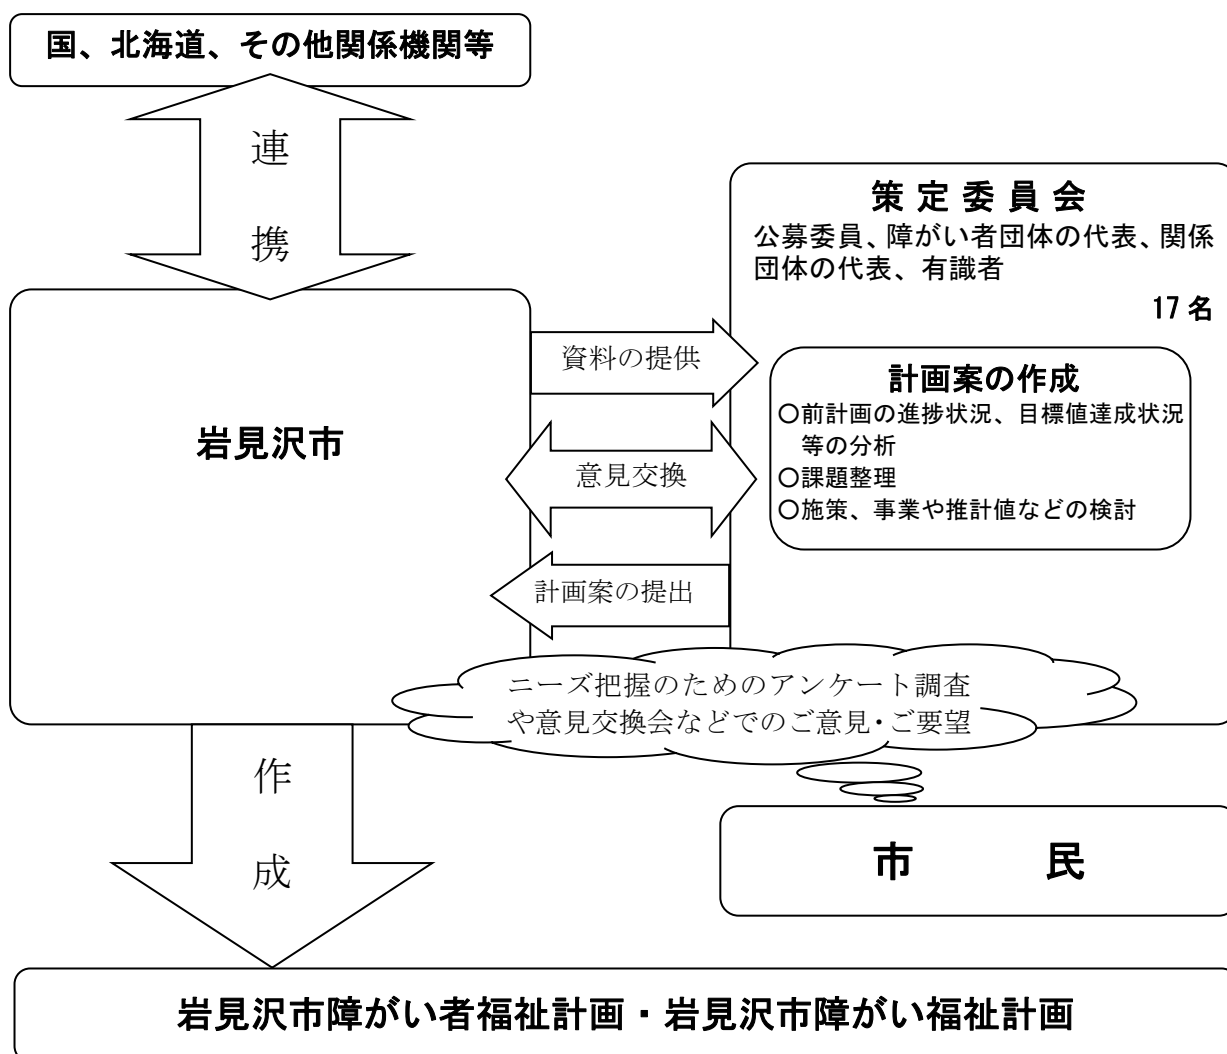 国、北海道、その他関係機関等
連
携
策定委員会
公募委員、障がい者団体の代表、関係
団体の代表、有識者
17名
岩見沢市
資料の提供
意見交換
計画案の提出
計画案の作成
○前計画の進捗状況、目標値達成状況
等の分析
○課題整理
○施策、事業や推計値などの検討
ニーズ把握のためのアンケート調査
や意見交換会などでのご意見・ご要望
市民
作
成
岩見沢市障がい者福祉計画・岩見沢市障がい福祉計画